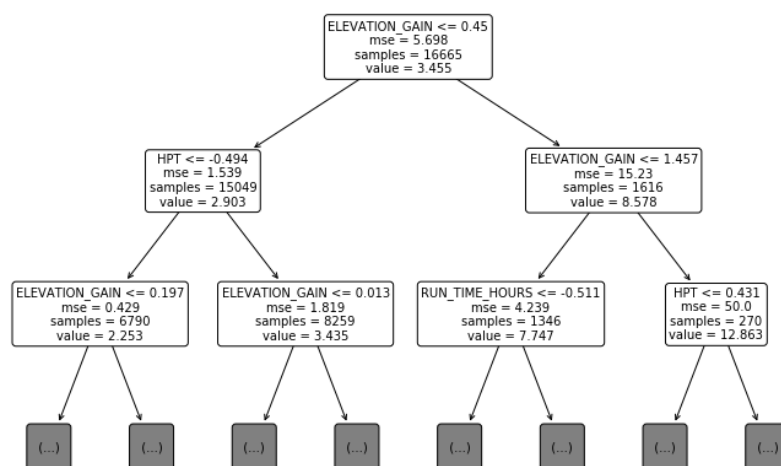 ELEVATION_GAIN <= 0.45
mse = 5.698
samples = 16665
value = 3.455
HPT <= -0.494
mse = 1.539
samples = 15049
value = 2.903
ELEVATION_GAIN <= 1.457
mse = 15.23
samples = 1616
value = 8.578
ELEVATION_GAIN <= 0.197
mse = 0.429
samples = 6790
value = 2.253
ELEVATION_GAIN <= 0.013
mse = 1.819
samples = 8259
value = 3.435
RUN_TIME_HOURS <= -0.511
mse = 4.239
samples = 1346
value = 7.747
HPT <= 0.431
mse = 50.0
samples = 270
value = 12.863
(...)
(...)
(...)
(...)
(...)
(...)
(...)
(...)